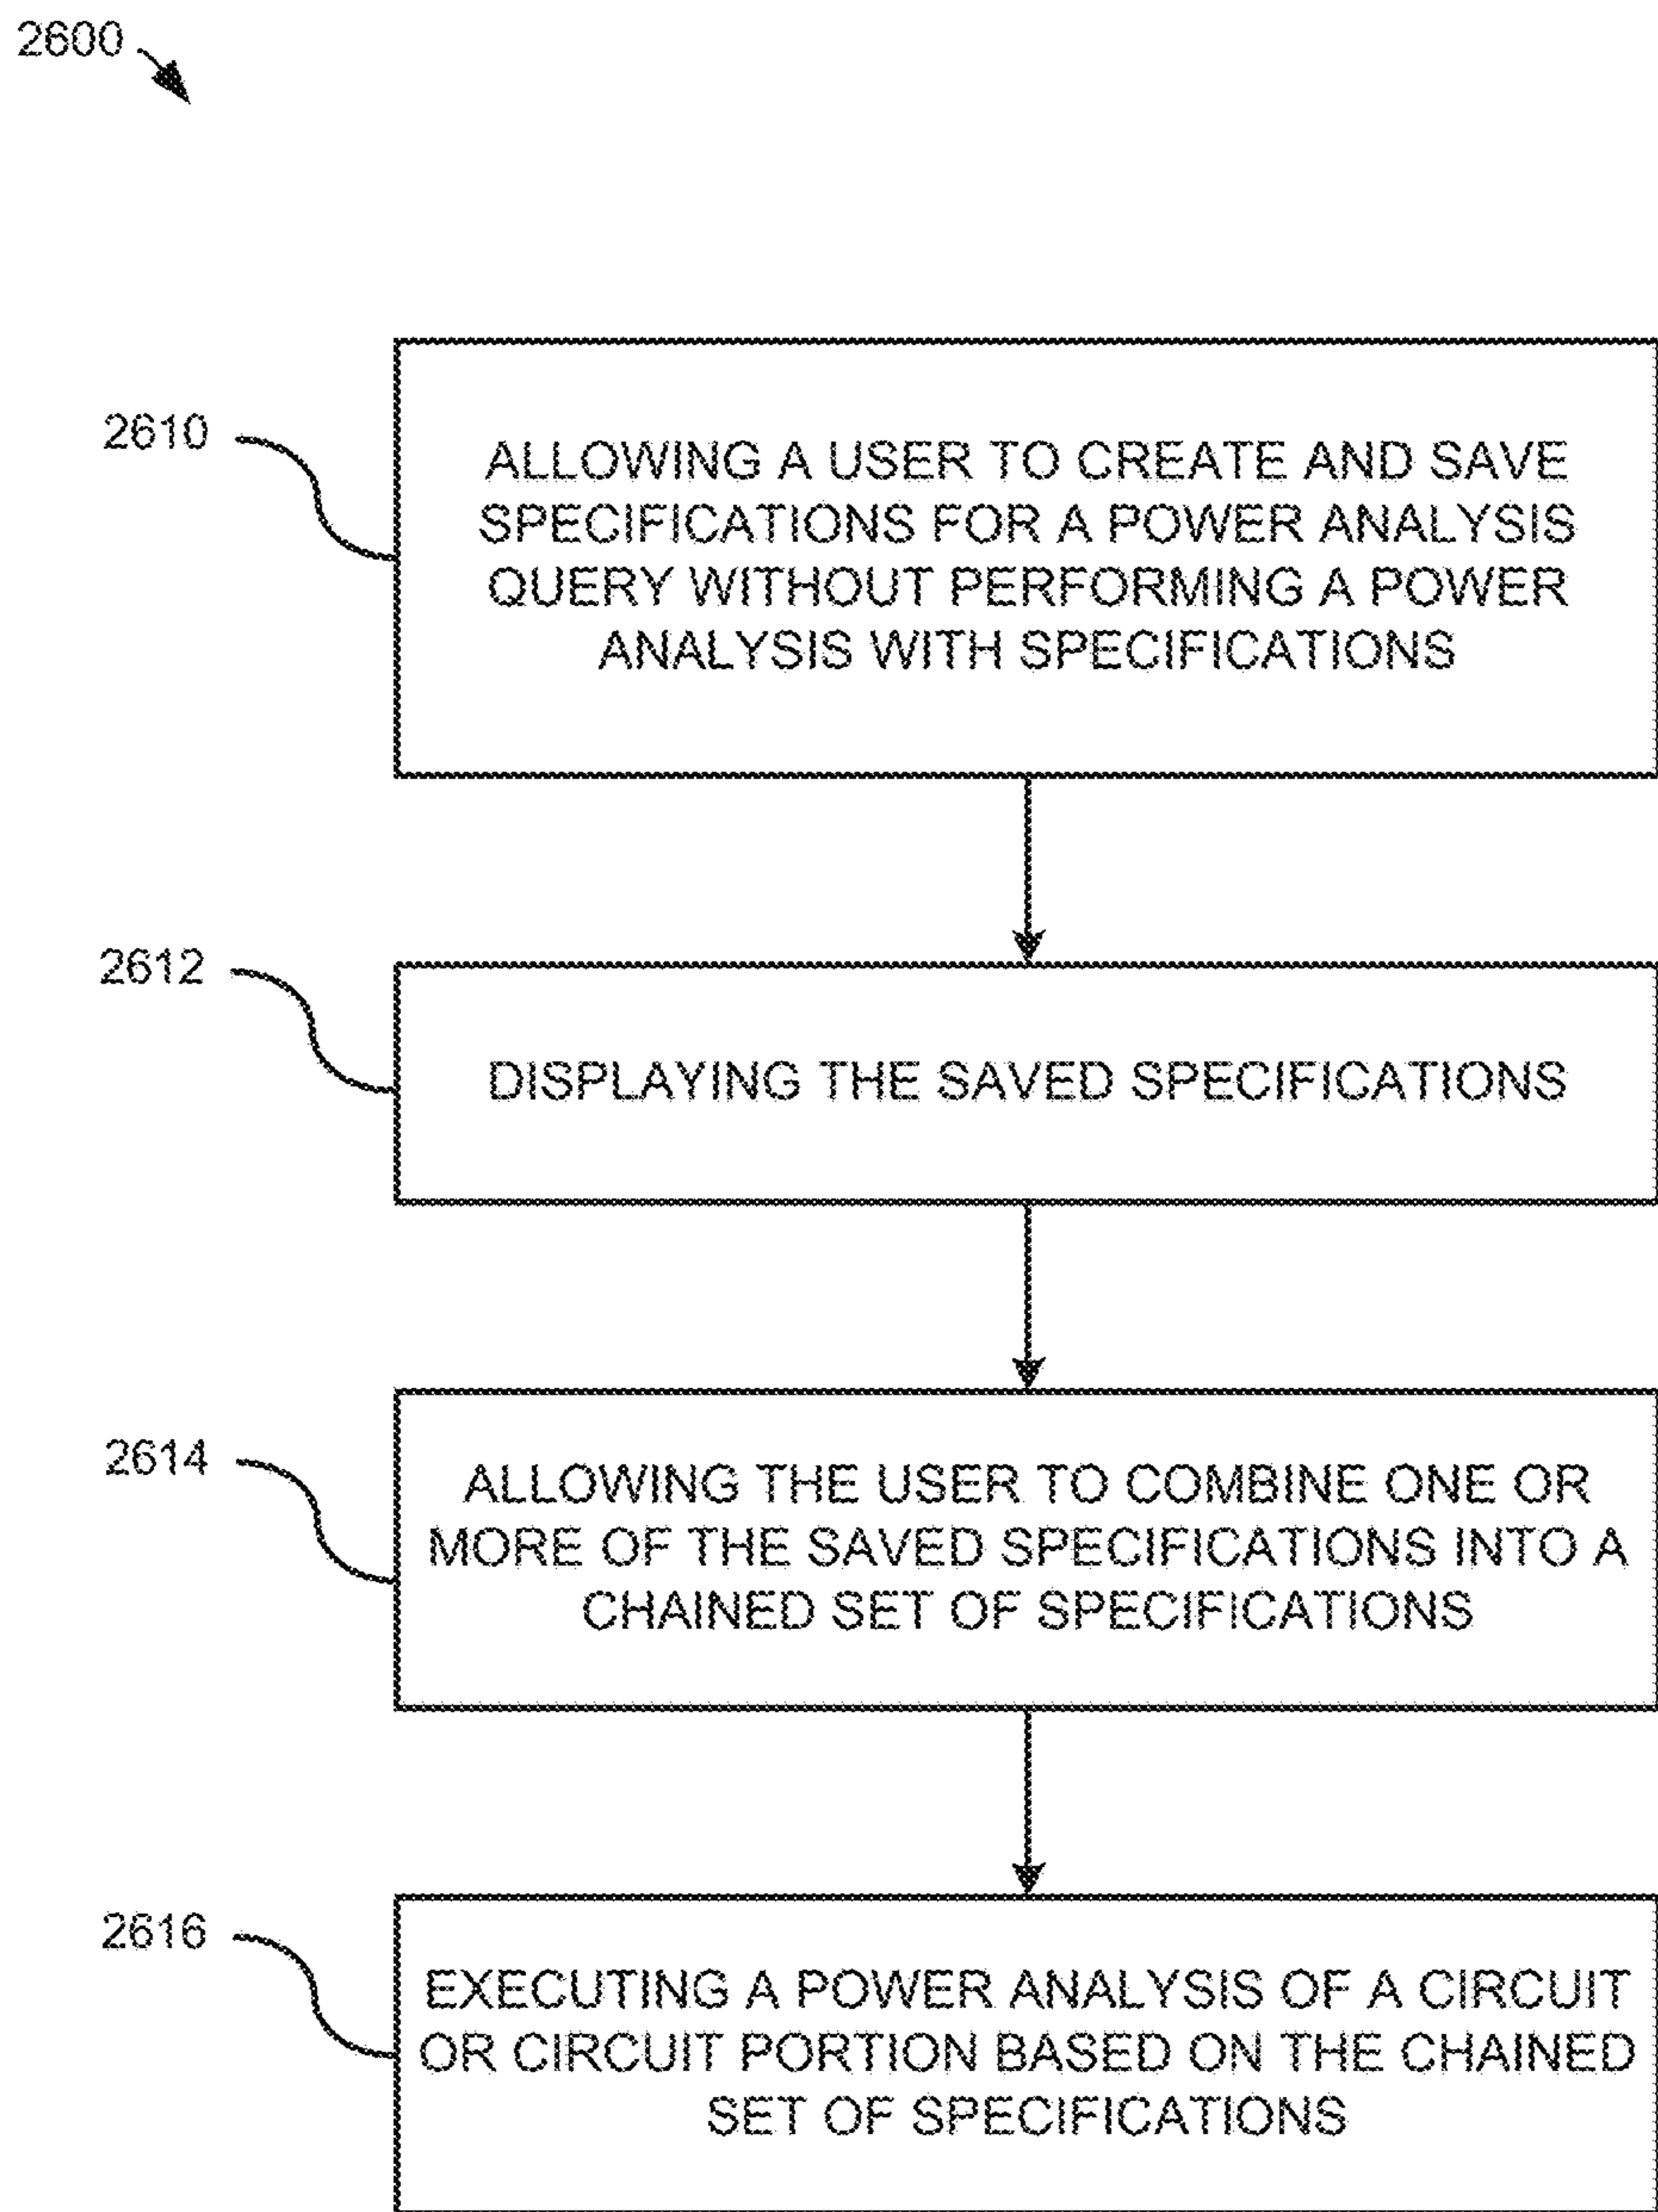 2600
2610
ALLOWING A USER TO CREATE AND SAVE
SPECIFICATIONS FOR A POWER ANALYSIS
QUERY WITHOUT PERFORMING A POWER
ANALYSIS WITH SPECIFICATIONS
2612
DISPLAYING THE SAVED SPECIFICATIONS
2614
ALLOWING THE USER TO COMBINE ONE OR
MORE OF THE SAVED SPECIFICATIONS INTO A
CHAINED SET OF SPECIFICATIONS
2616
EXECUTING A POWER ANALYSIS OF A CIRCUIT
OR CIRCUIT PORTION BASED ON THE CHAINED
SET OF SPECIFICATIONS